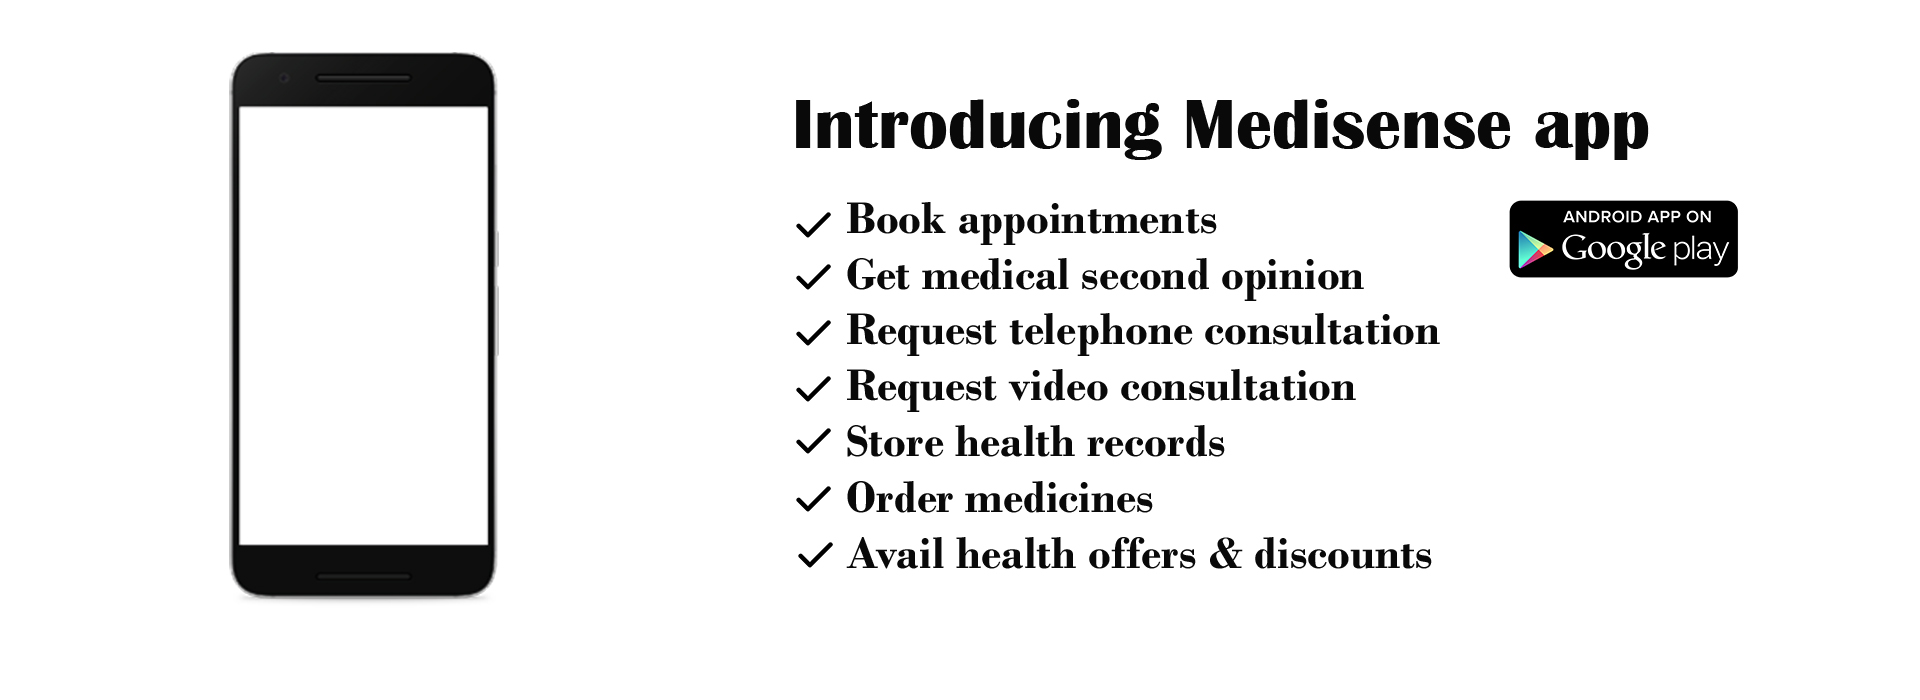 Introducing Medisense app
Book appointments
ANDROID APP ON
Google play
Get medical second opinion
Request telephone consultation
Request video consultation
Store health records
Order medicines
Avail health offers & discounts